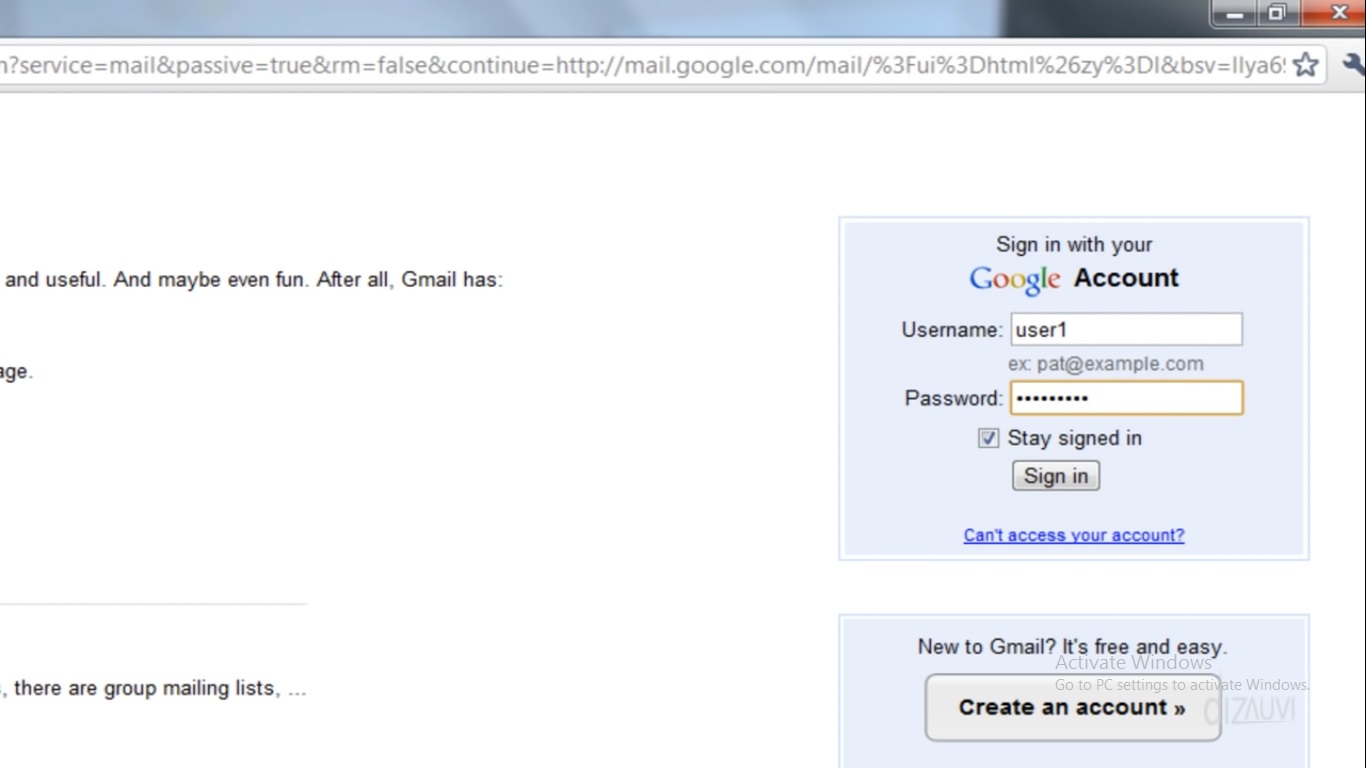 n?service=mail&passive=true&rm=false&continue=http://mail.google.com/mail/%3Fui%3Dhtml%26zy%3Dl&bsv=llya6
Sign in with your
Google Account
and useful. And maybe even fun. After all, Gmail has:
Username: user1
ex: pat@example.com
age.
Password: •••••••••
Stay signed in
Sign in
Can't access your account?
New to Gmail? It's free and easy.
Activate Windows
Go to PC settings to activate Windows.
, there are group mailing lists, ...
Create an account »